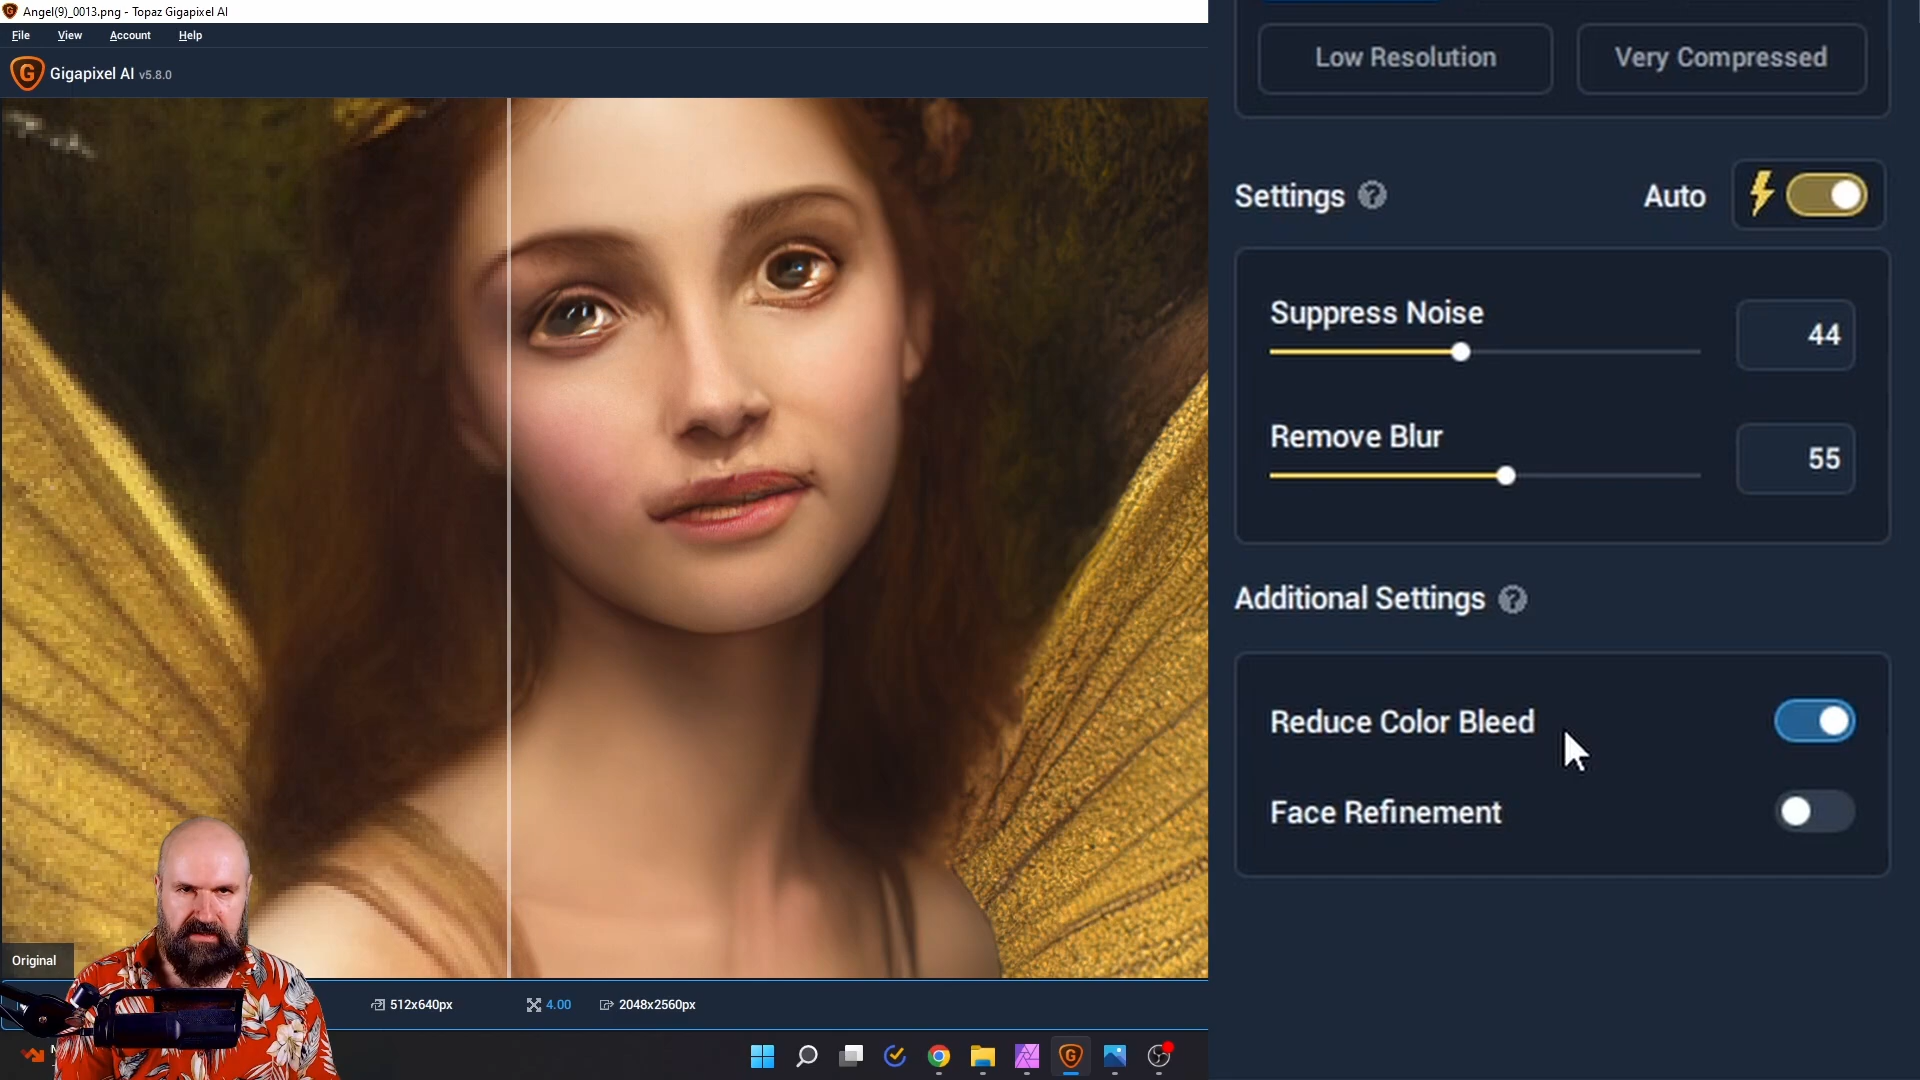 Angel(9)_0013.png - Topaz Gigapixel AI
File View Account Help
Gigapixel AI v5.8.0
Low Resolution Very Compressed
Settings Auto
Suppress Noise 44
Remove Blur 55
Additional Settings
Reduce Color Bleed
Face Refinement
Original
512x640px 4.00 2048x2560px